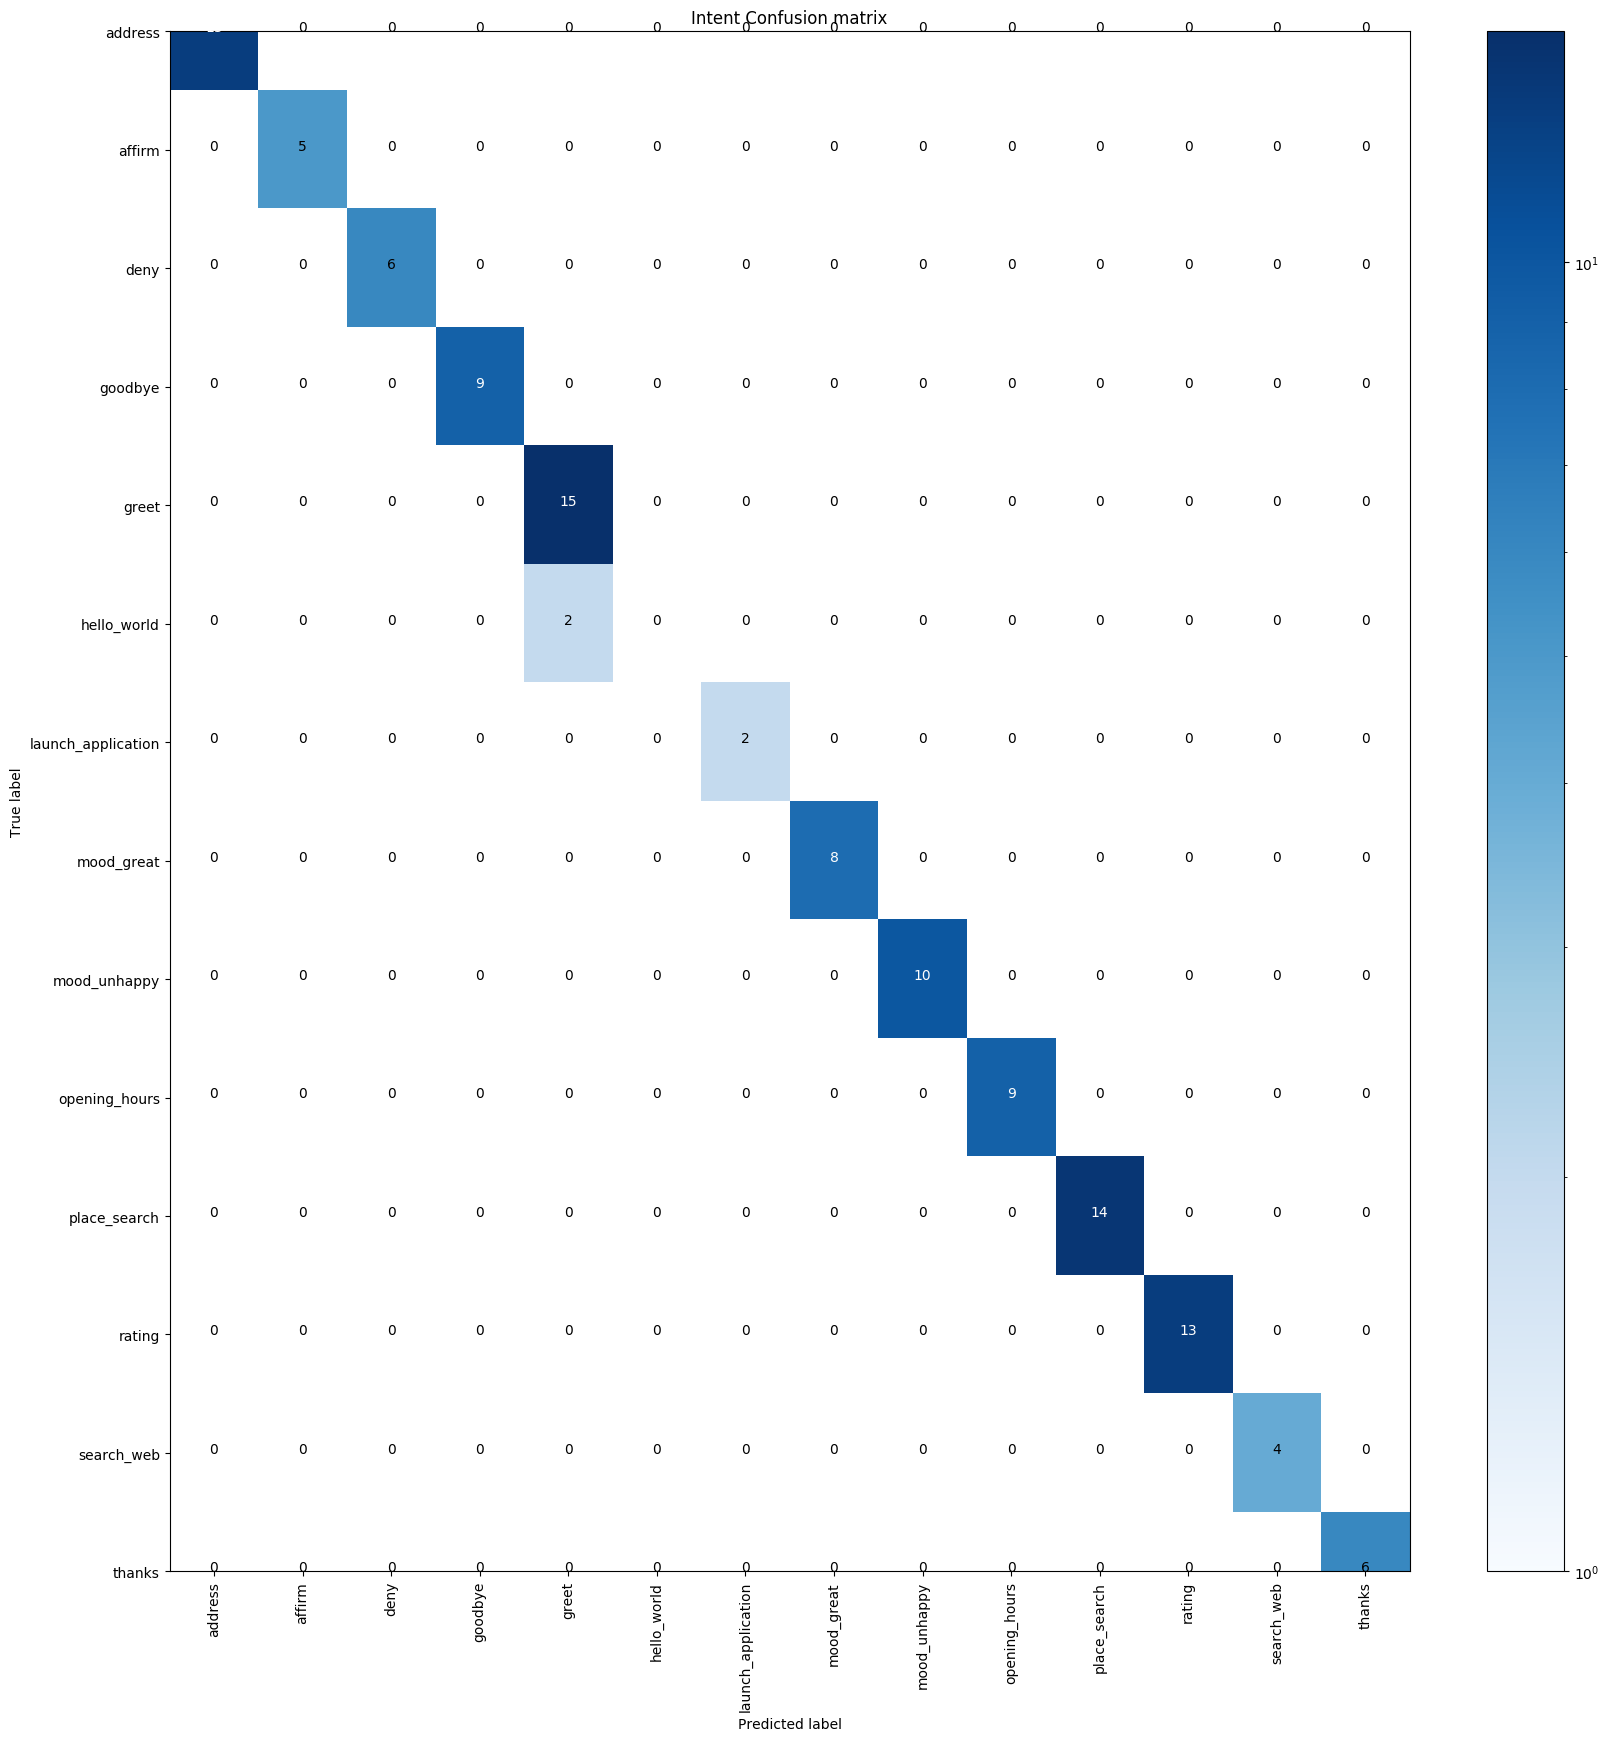 Intent Confusion matrix
address 0 0 0 0 0 0 0 0 0 0 0 0 0
affirm 0 5 0 0 0 0 0 0 0 0 0 0 0 0
deny 0 0 6 0 0 0 0 0 0 0 0 0 0 0
goodbye 0 0 0 9 0 0 0 0 0 0 0 0 0 0
greet 0 0 0 0 15 0 0 0 0 0 0 0 0 0
hello_world 0 0 0 0 2 0 0 0 0 0 0 0 0 0
launch_application 0 0 0 0 0 0 2 0 0 0 0 0 0 0
mood_great 0 0 0 0 0 0 0 8 0 0 0 0 0 0
mood_unhappy 0 0 0 0 0 0 0 0 10 0 0 0 0 0
opening_hours 0 0 0 0 0 0 0 0 0 9 0 0 0 0
place_search 0 0 0 0 0 0 0 0 0 0 14 0 0 0
rating 0 0 0 0 0 0 0 0 0 0 0 13 0 0
search_web 0 0 0 0 0 0 0 0 0 0 0 0 4 0
thanks 0 0 0 0 0 0 0 0 0 0 0 0 0 6
True label
address
affirm
deny
goodbye
greet
hello_world
launch_application
mood_great
mood_unhappy
opening_hours
place_search
rating
search_web
thanks
Predicted label
10¹
10⁰